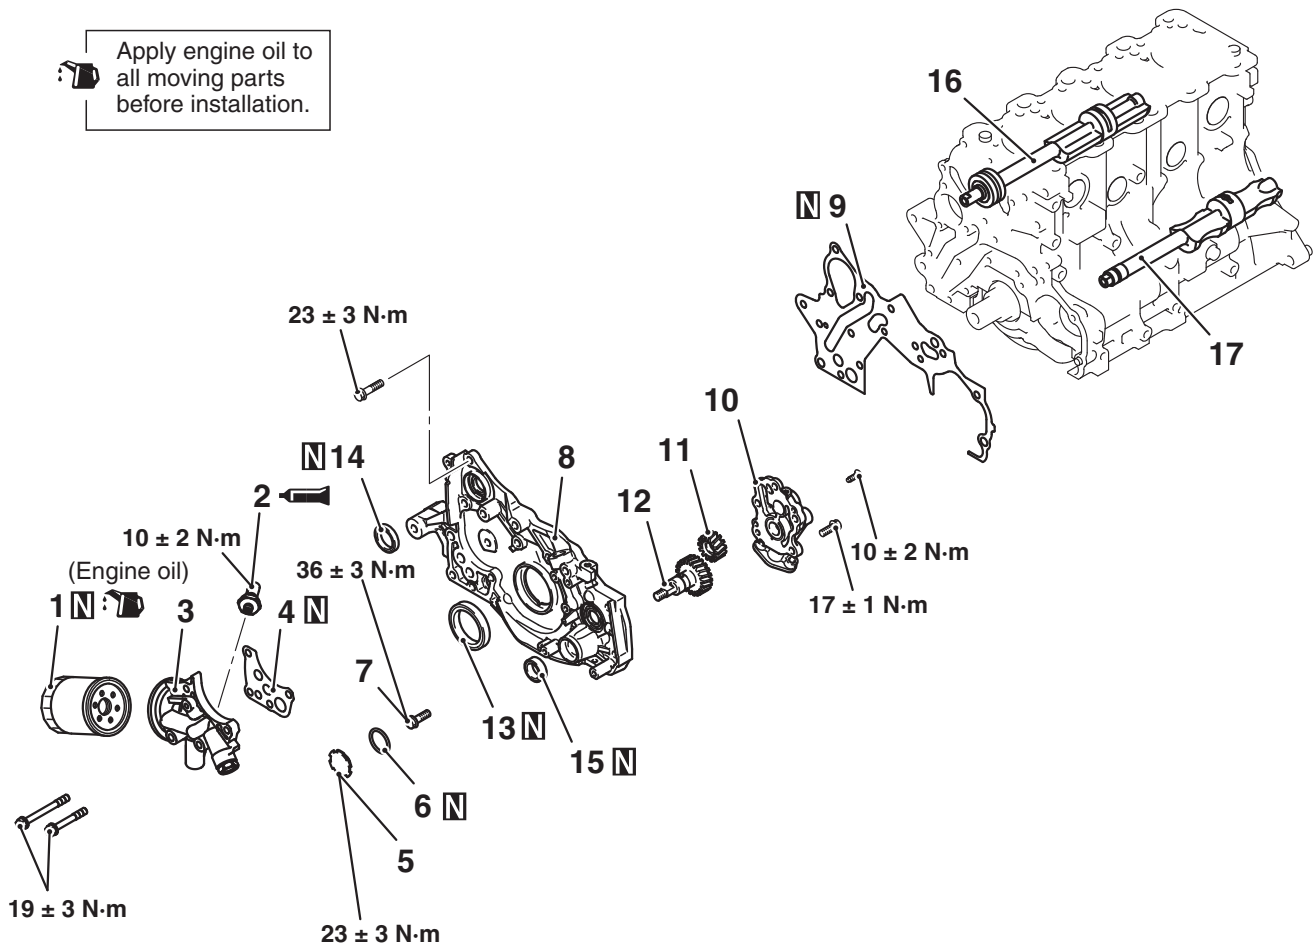 Apply engine oil to
all moving parts
before installation.
16
N 9
17
23 ± 3 N·m
10
N 14
8
11
2
12
10 ± 2 N·m
10 ± 2 N·m
(Engine oil)
36 ± 3 N·m
17 ± 1 N·m
1 N
3
4 N
7
13 N
15 N
6 N
5
19 ± 3 N·m
23 ± 3 N·m